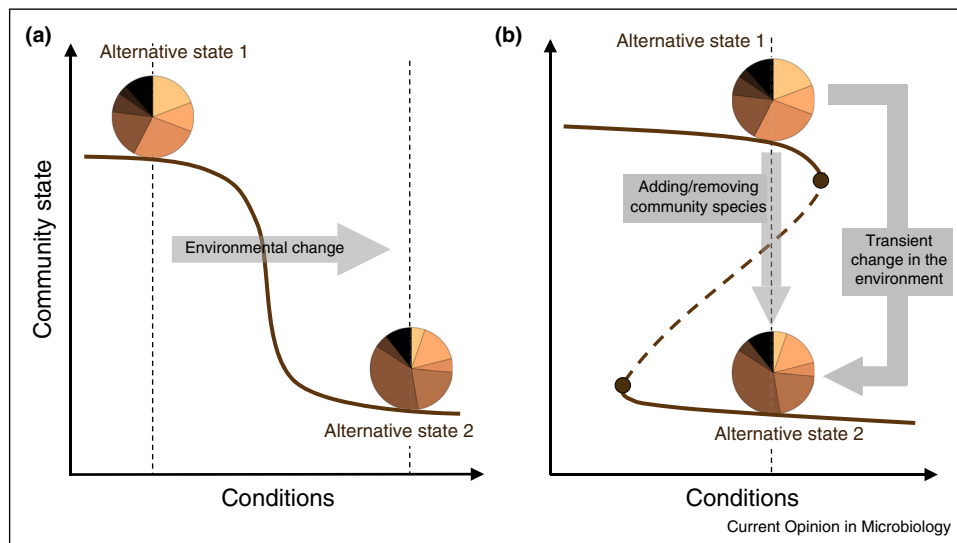 (a)
Alternative state 1
Community state
Environmental change
Alternative state 2
Conditions
(b)
Alternative state 1
Adding/removing
community species
Transient
change in the
environment
Alternative state 2
Conditions
Current Opinion in Microbiology